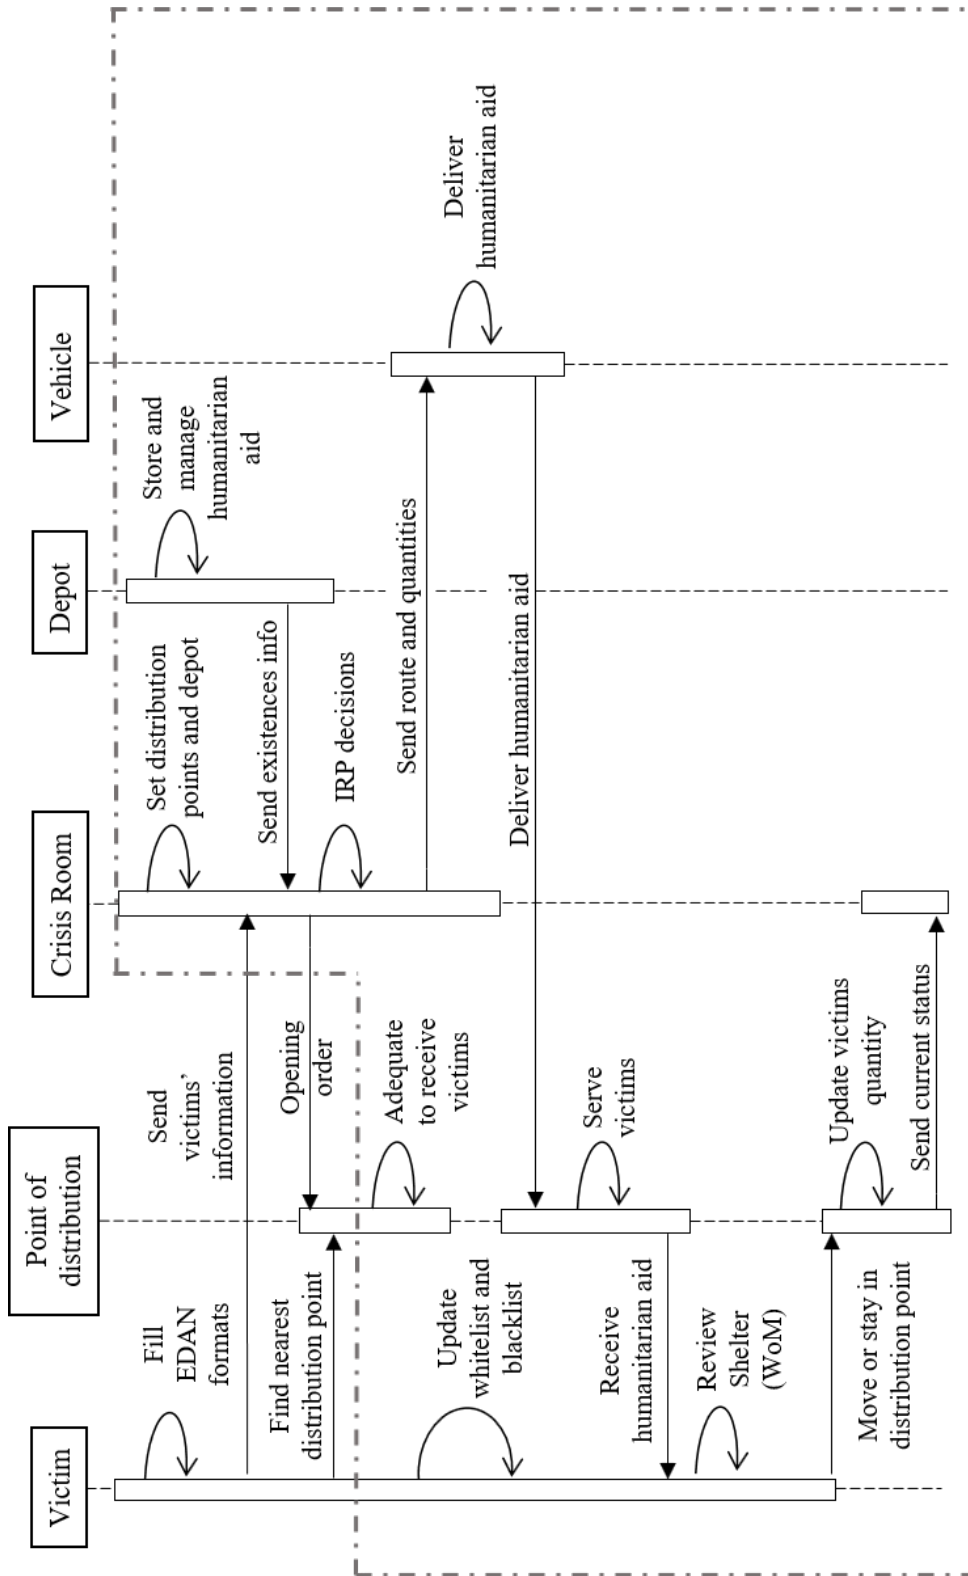 Victim
Point of
distribution
Crisis Room
Depot
Vehicle
Fill
EDAN
formats
Send
victims’
information
Set distribution
points and depot
Store and
manage
humanitarian
aid
Send existences info
Opening
order
Find nearest
distribution point
IRP decisions
Adequate
to receive
victims
Send route and quantities
Deliver
humanitarian aid
Update
whitelist and
blacklist
Deliver humanitarian aid
Serve
victims
Receive
humanitarian aid
Review
Shelter
(WoM)
Move or stay in
distribution point
Update victims
quantity
Send current status